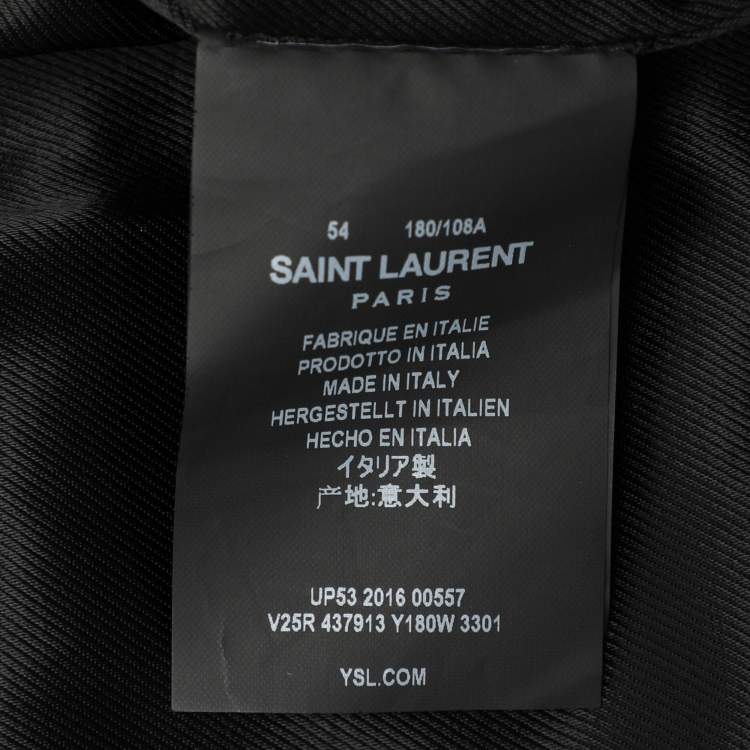 54 180/108A
SAINT LAURENT
PARIS
FABRIQUE EN ITALIE
PRODOTTO IN ITALIA
MADE IN ITALY
HERGESTELLT IN ITALIEN
HECHO EN ITALIA
イタリア製
产地:意大利
UP53 2016 00557
V25R 437913 Y180W 3301
YSL.COM